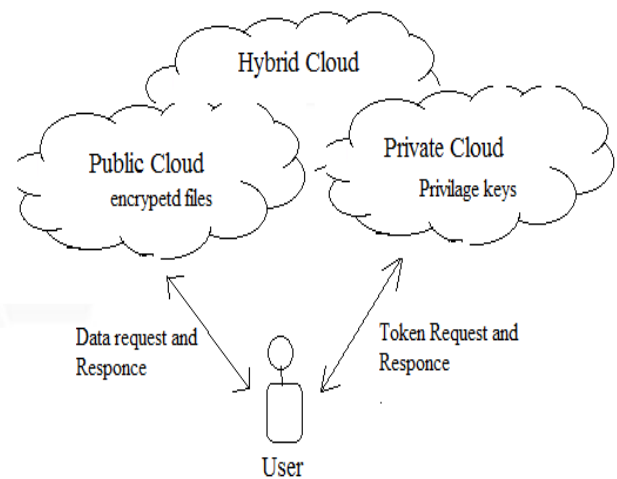 Hybrid Cloud
Public Cloud
encrypetd files
Private Cloud
Privilage keys
Data request and
Responce
Token Request and
Responce
User